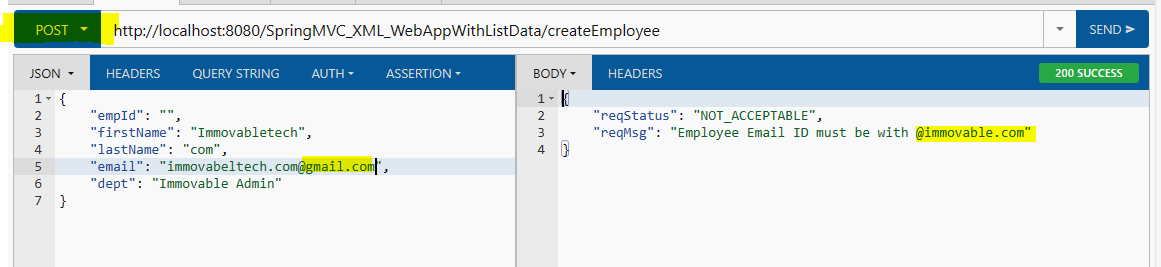 POST http://localhost:8080/SpringMVC_XML_WebAppWithListData/createEmployee SEND
JSON HEADERS QUERY STRING AUTH ASSERTION
1 {
2 "empId": "",
3 "firstName": "Immovabletech",
4 "lastName": "com",
5 "email": "immovabeltech.com@gmail.com",
6 "dept": "Immovable Admin"
7 }
BODY HEADERS 200 SUCCESS
1 {
2 "reqStatus": "NOT_ACCEPTABLE",
3 "reqMsg": "Employee Email ID must be with @immovable.com"
4 }